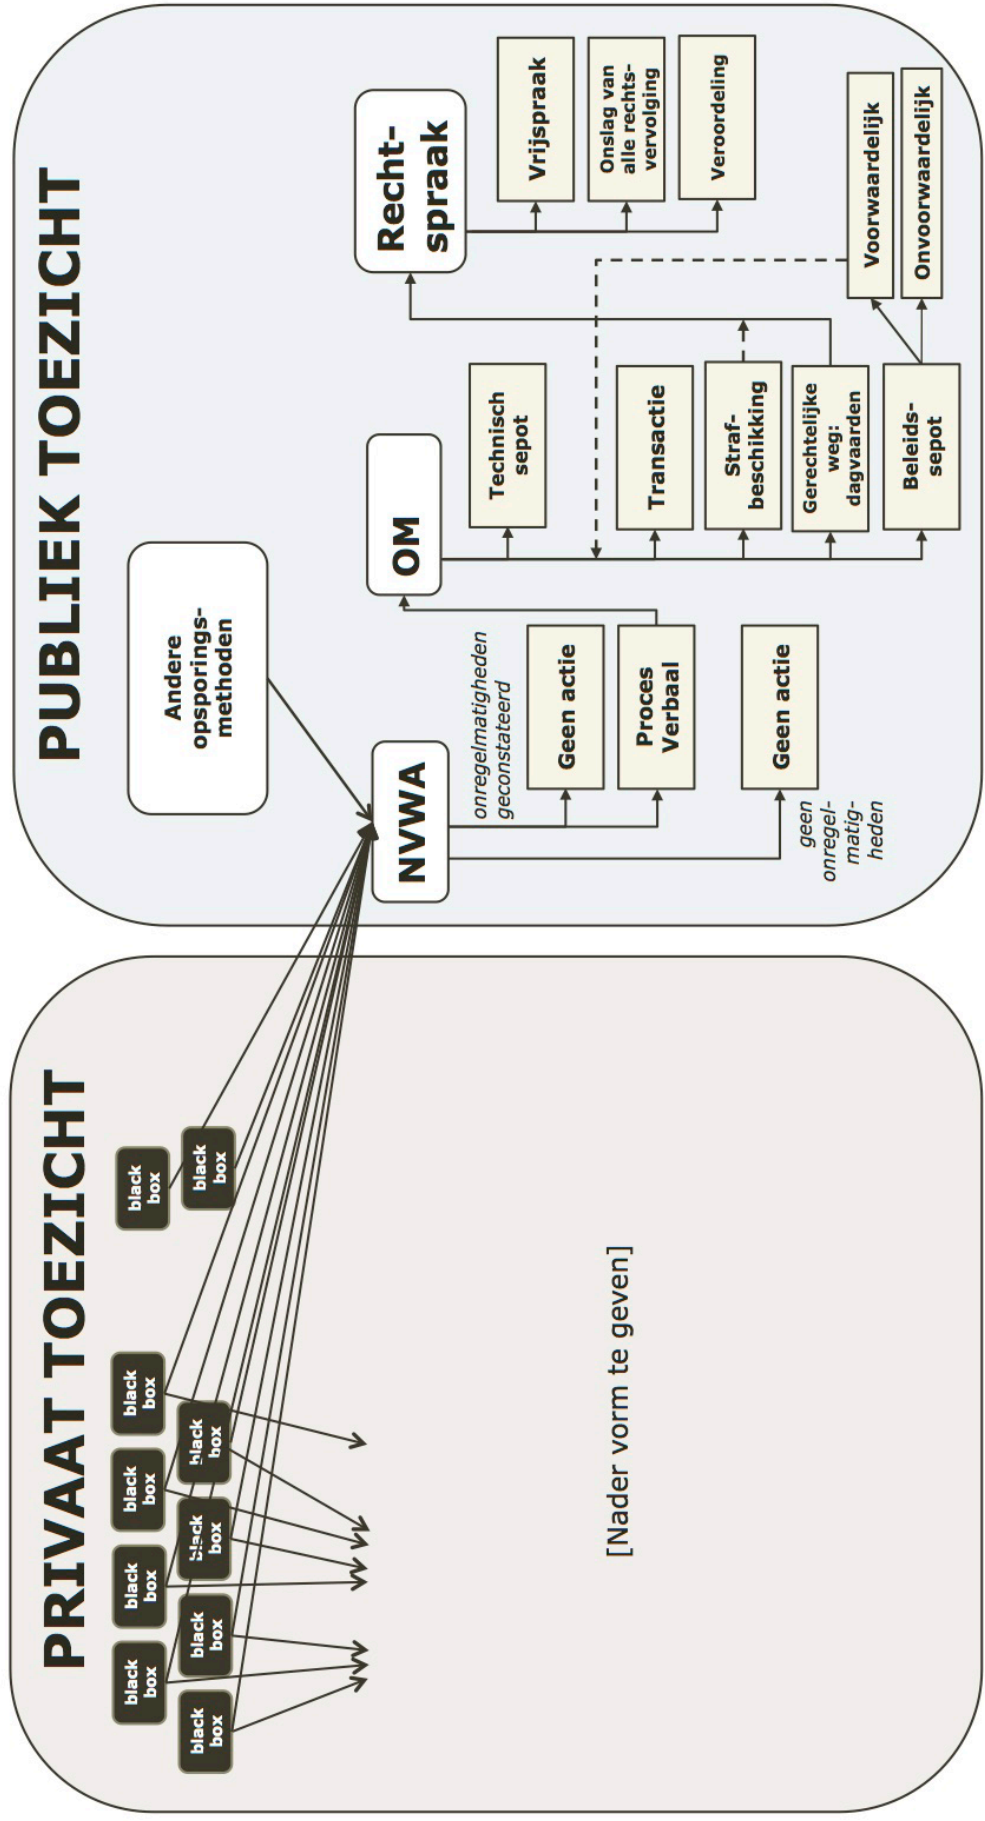 PRIVAAT TOEZICHT
black
box
black
box
black
box
black
box
black
box
black
box
black
box
black
box
black
box
black
box
[Nader vorm te geven]
PUBLIEK TOEZICHT
Andere
opsporings-
methoden
NVWA
onregelmatigheden
geconstateerd
Geen actie
Proces
Verbaal
Geen actie
geen
onregel-
matig-
heden
OM
Technisch
sepot
Transactie
Straf-
beschikking
Gerechtelijke
weg:
dagvaarden
Beleids-
sepot
Recht-
spraak
Vrijspraak
Onslag van
alle rechts-
vervolging
Veroordeling
Voorwaardelijk
Onvoorwaardelijk